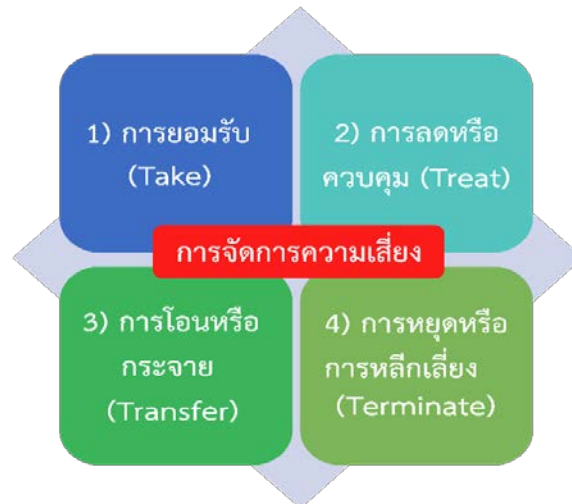 1) การยอมรับ
(Take)
2) การลดหรือ
ควบคุม (Treat)
การจัดการความเสี่ยง
3) การโอนหรือ
กระจาย
(Transfer)
4) การหยุดหรือ
การหลีกเลี่ยง
(Terminate)